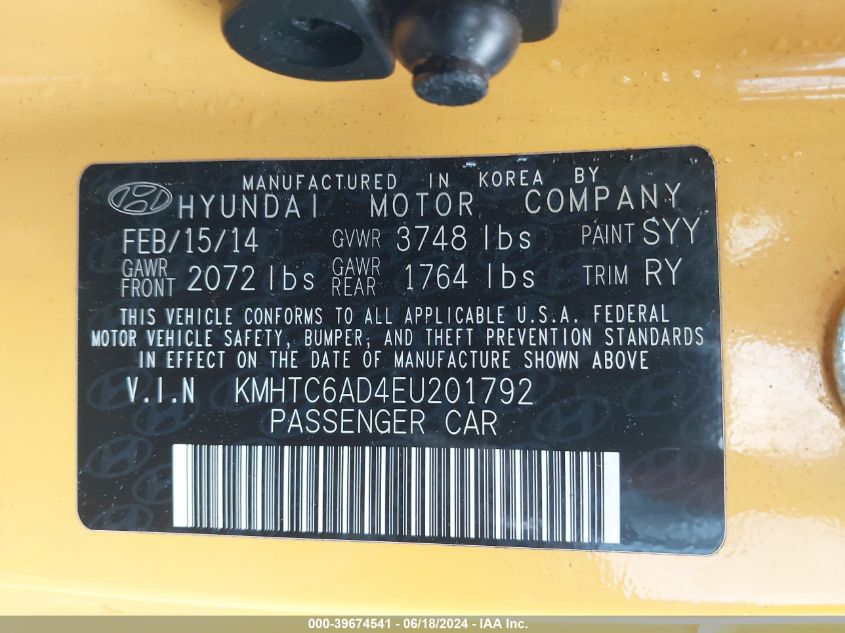 MANUFACTURED IN KOREA BY
HYUNDAI MOTOR COMPANY
FEB/15/14 GVWR 3748 lbs PAINT SYY
GAWR FRONT 2072 lbs GAWR REAR 1764 lbs TRIM RY
THIS VEHICLE CONFORMS TO ALL APPLICABLE U.S.A. FEDERAL
MOTOR VEHICLE SAFETY, BUMPER, AND THEFT PREVENTION STANDARDS
IN EFFECT ON THE DATE OF MANUFACTURE SHOWN ABOVE
V.I.N KMHTC6AD4EU201792
PASSENGER CAR
000-39674541 - 06/18/2024 - IAA Inc.